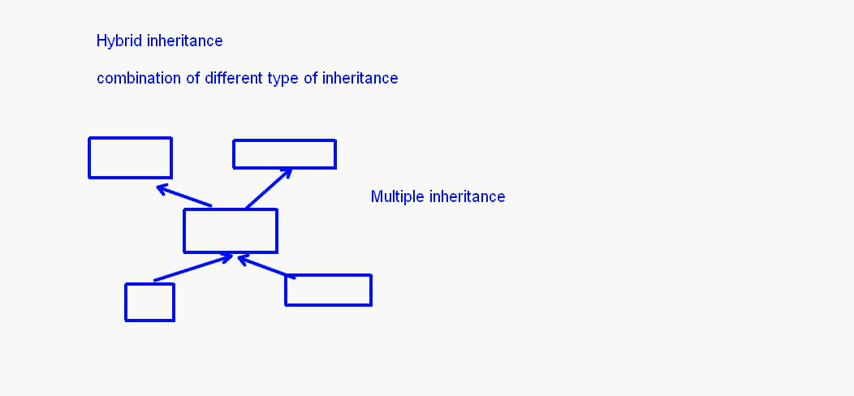 Hybrid inheritance
combination of different type of inheritance
Multiple inheritance